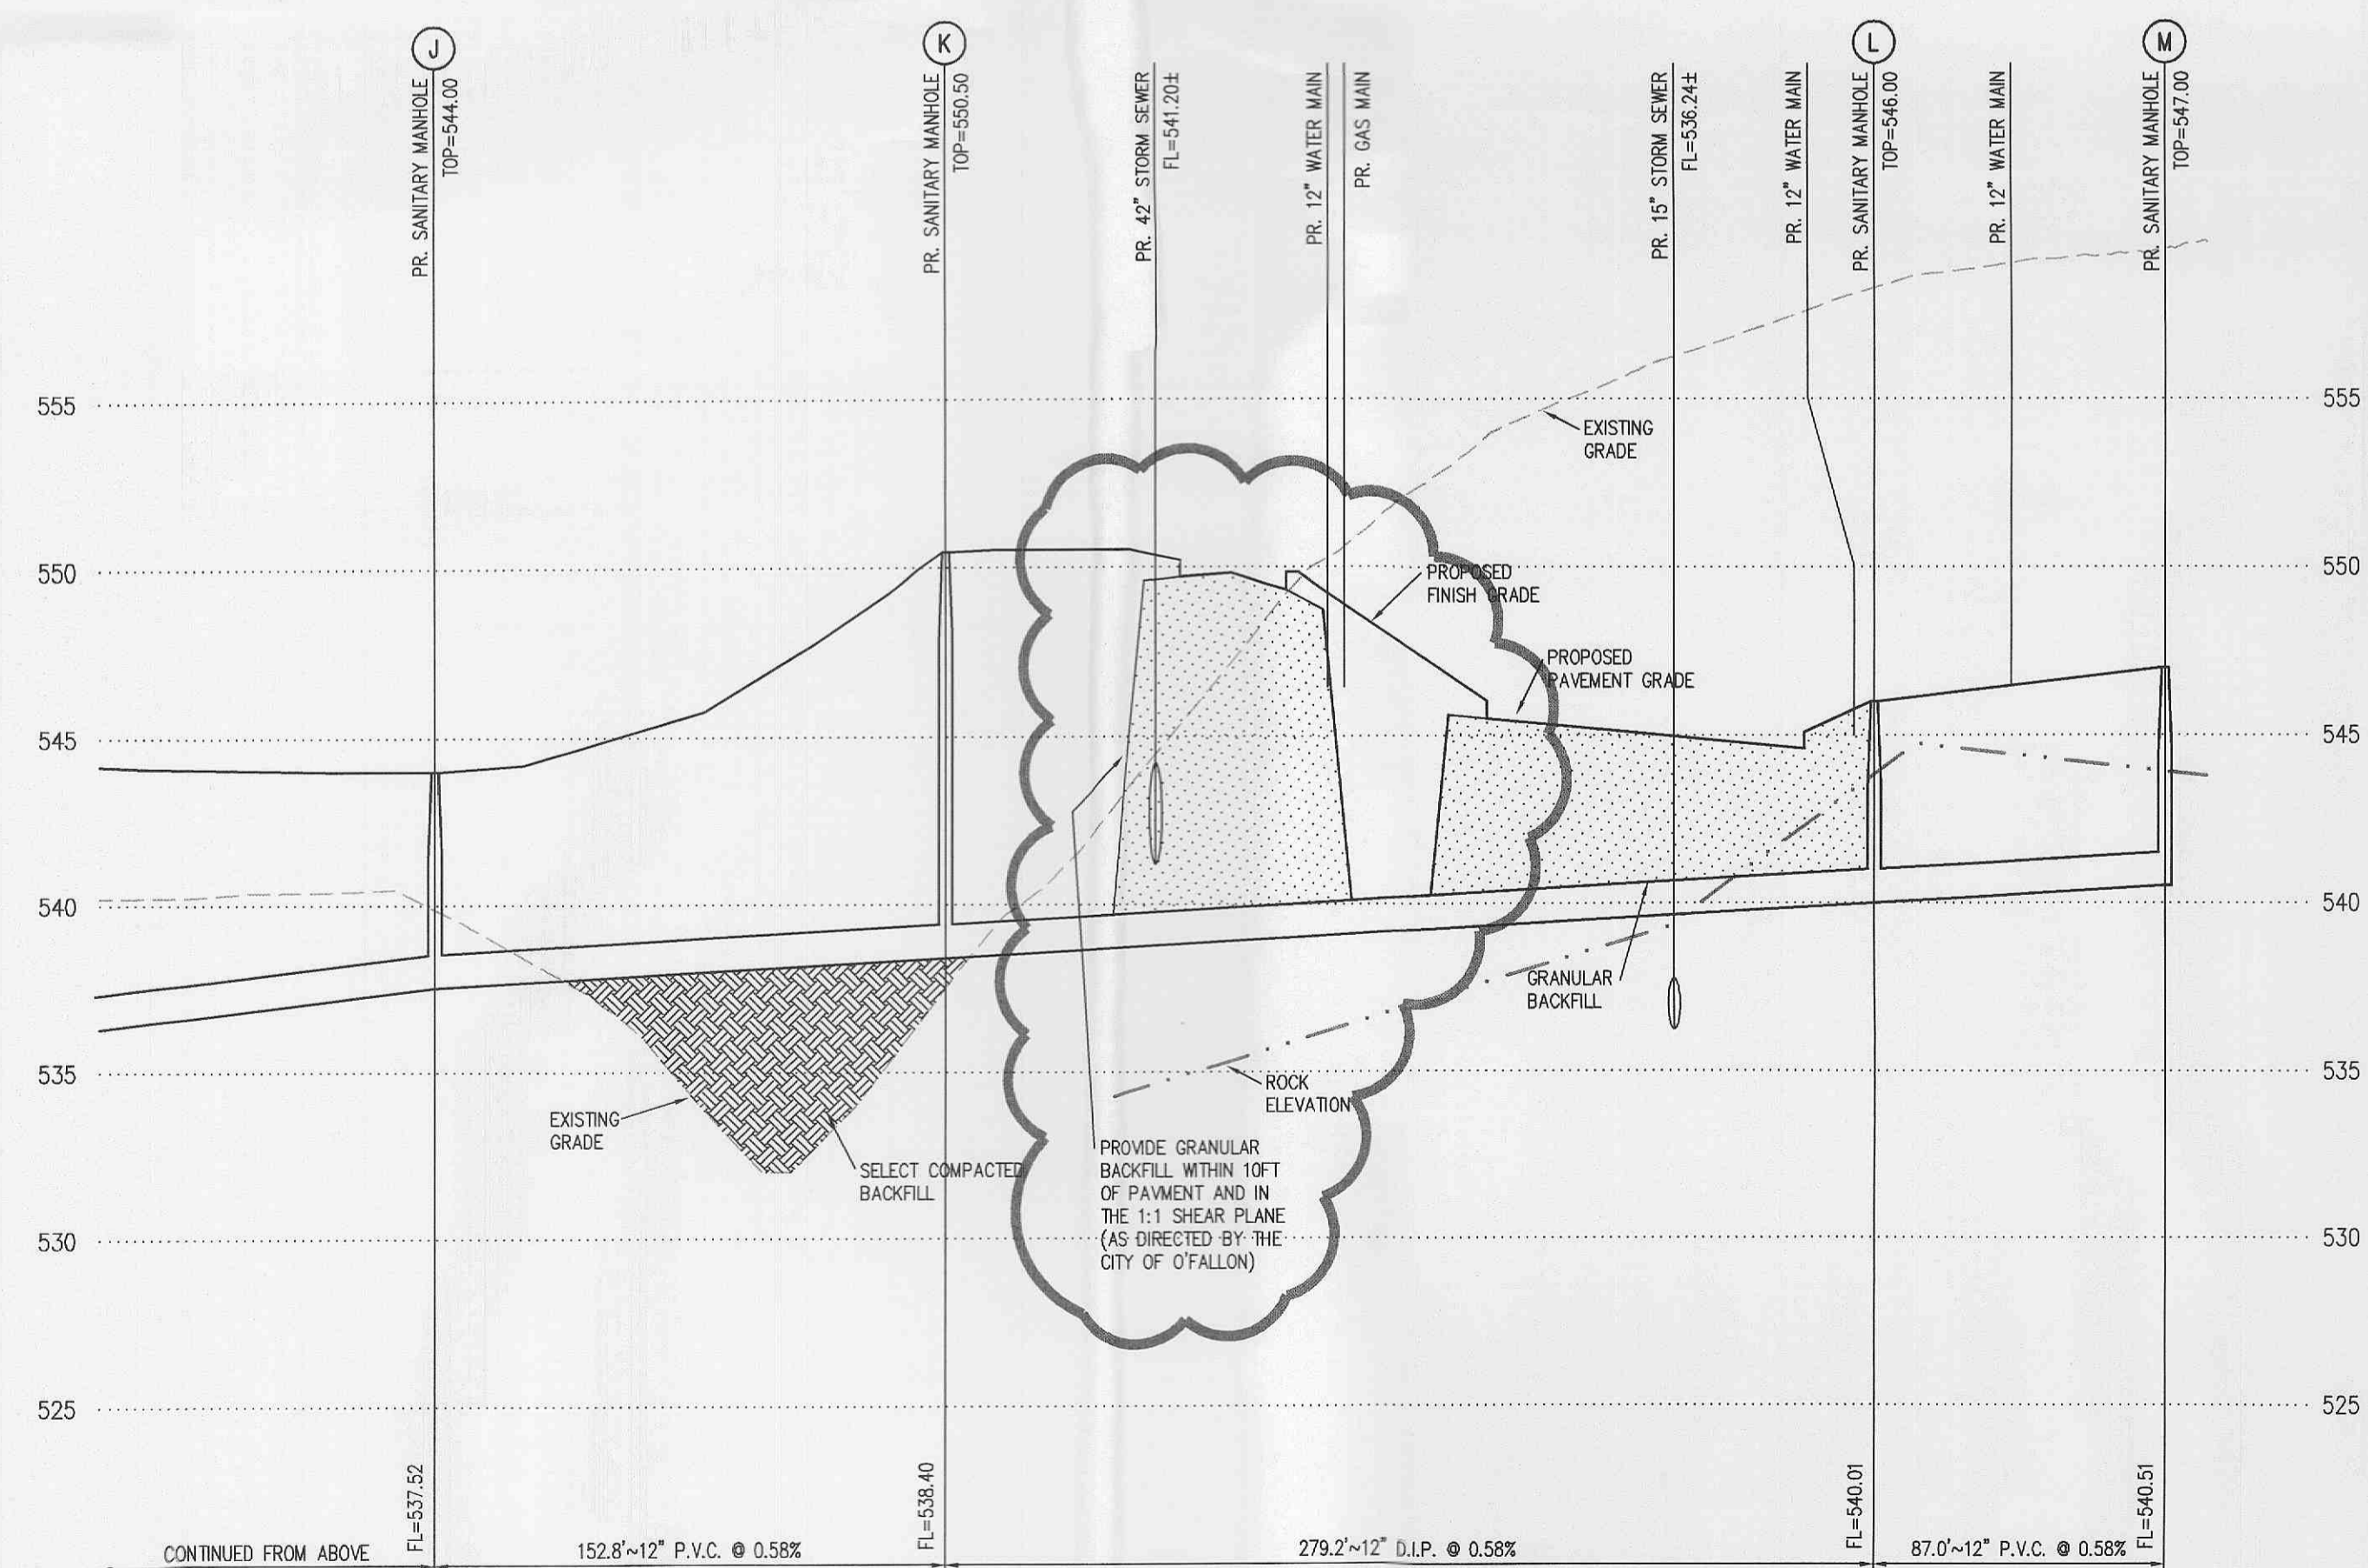 J
K
L
M
PR. SANITARY MANHOLE
TOP=544.00
PR. SANITARY MANHOLE
TOP=550.50
PR. 42" STORM SEWER
FL=541.20±
PR. 12" WATER MAIN
PR. GAS MAIN
PR. 15" STORM SEWER
FL=536.24±
PR. 12" WATER MAIN
PR. SANITARY MANHOLE
TOP=546.00
PR. 12" WATER MAIN
PR. SANITARY MANHOLE
TOP=547.00
555
555
EXISTING
GRADE
550
550
PROPOSED
FINISH GRADE
PROPOSED
PAVEMENT GRADE
545
545
540
540
GRANULAR
BACKFILL
535
535
ROCK
ELEVATION
EXISTING
GRADE
SELECT COMPACTED
BACKFILL
PROVIDE GRANULAR
BACKFILL WITHIN 10FT
OF PAVMENT AND IN
THE 1:1 SHEAR PLANE
(AS DIRECTED BY THE
CITY OF O'FALLON)
530
530
525
525
FL=537.52
FL=538.40
FL=540.01
FL=540.51
CONTINUED FROM ABOVE
152.8'~12" P.V.C. @ 0.58%
279.2'~12" D.I.P. @ 0.58%
87.0'~12" P.V.C. @ 0.58%